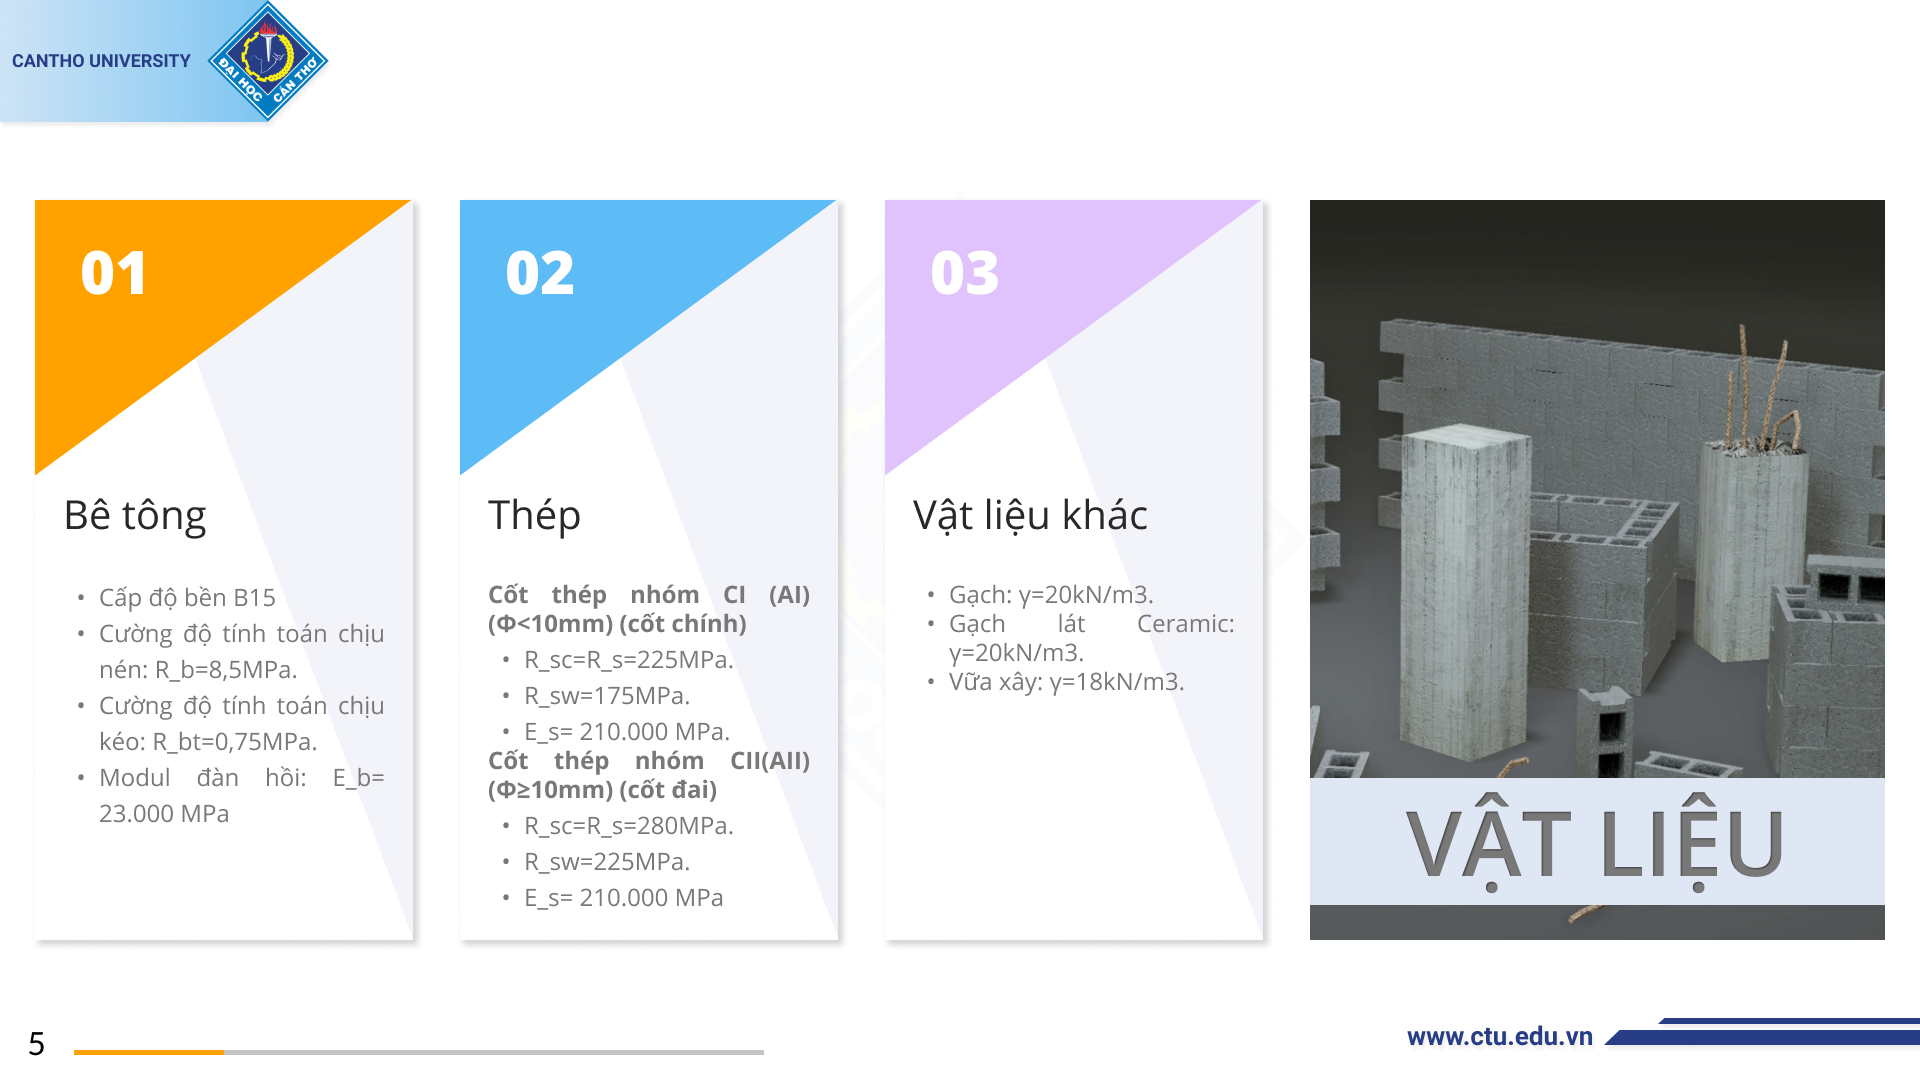 CANTHO UNIVERSITY
ĐẠI HỌC CẦN THƠ
01
Bê tông
• Cấp độ bền B15
• Cường độ tính toán chịu
nén: R_b=8,5MPa.
• Cường độ tính toán chịu
kéo: R_bt=0,75MPa.
• Modul đàn hồi: E_b=
23.000 MPa
02
Thép
Cốt thép nhóm CI (AI)
(Φ<10mm) (cốt chính)
• R_sc=R_s=225MPa.
• R_sw=175MPa.
• E_s= 210.000 MPa.
Cốt thép nhóm CII(AII)
(Φ≥10mm) (cốt đai)
• R_sc=R_s=280MPa.
• R_sw=225MPa.
• E_s= 210.000 MPa
03
Vật liệu khác
• Gạch: γ=20kN/m3.
• Gạch lát Ceramic:
γ=20kN/m3.
• Vữa xây: γ=18kN/m3.
VẬT LIỆU
5
www.ctu.edu.vn